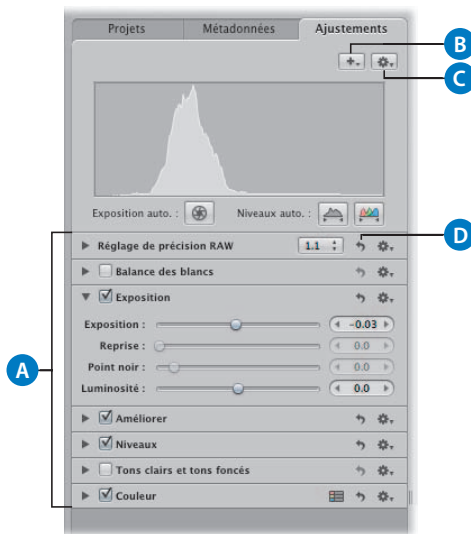 Projets Métadonnées Ajustements
B
C
Exposition auto. : Niveaux auto. :
D
Réglage de précision RAW 1.1
Balance des blancs
Exposition
Exposition : -0.03
Reprise : 0.0
A
Point noir : 0.0
Luminosité : 0.0
Améliorer
Niveaux
Tons clairs et tons foncés
Couleur